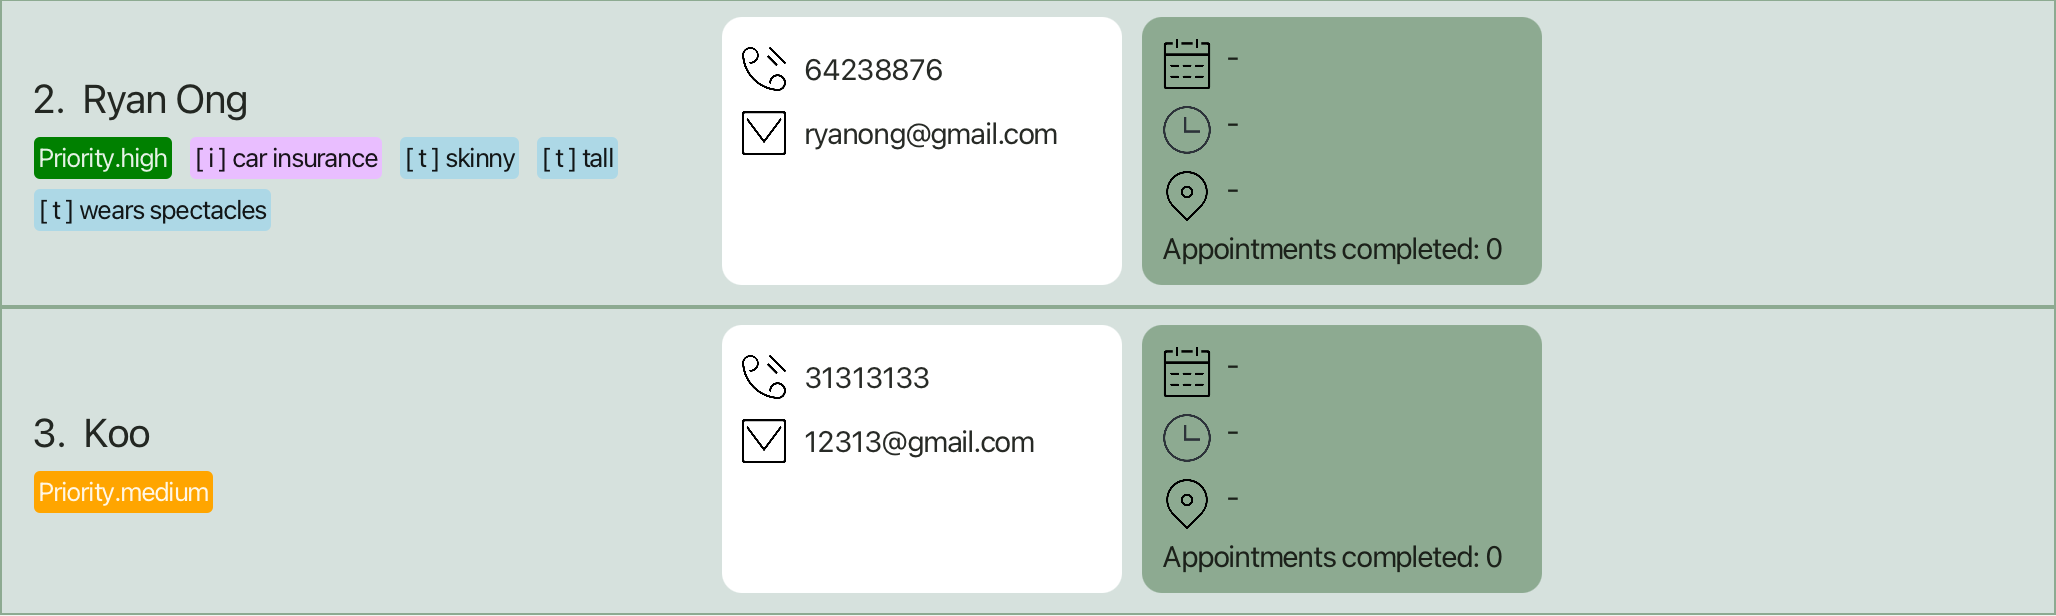 2. Ryan Ong
Priority.high [ i ] car insurance [ t ] skinny [ t ] tall
[ t ] wears spectacles
64238876
ryanong@gmail.com
-
-
-
Appointments completed: 0
3. Koo
Priority.medium
31313133
12313@gmail.com
-
-
-
Appointments completed: 0